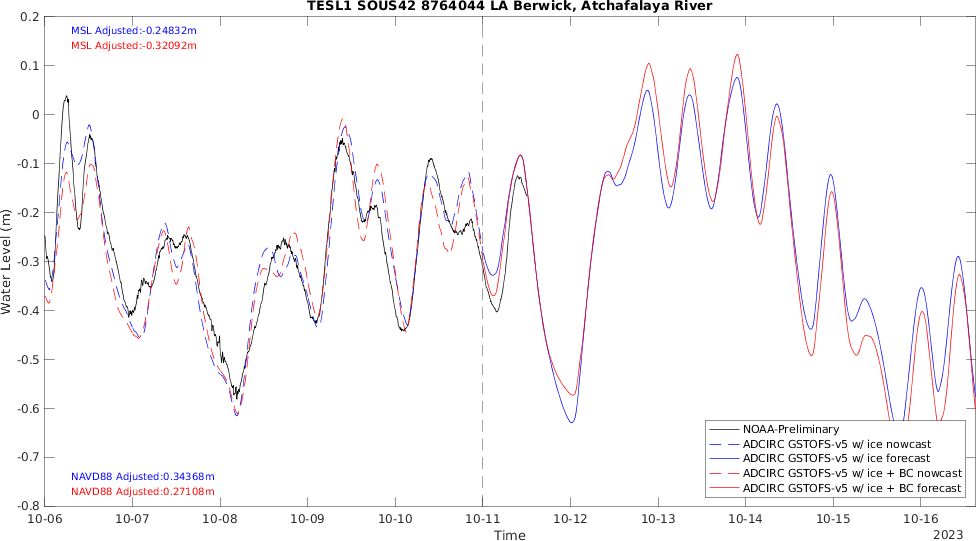 TESL1 SOUS42 8764044 LA Berwick, Atchafalaya River
MSL Adjusted:-0.24832m
MSL Adjusted:-0.32092m
Water Level (m)
0.2
0.1
0
-0.1
-0.2
-0.3
-0.4
-0.5
-0.6
-0.7
-0.8
NAVD88 Adjusted:0.34368m
NAVD88 Adjusted:0.27108m
NOAA-Preliminary
ADCIRC GSTOFS-v5 w/ ice nowcast
ADCIRC GSTOFS-v5 w/ ice forecast
ADCIRC GSTOFS-v5 w/ ice + BC nowcast
ADCIRC GSTOFS-v5 w/ ice + BC forecast
10-06 10-07 10-08 10-09 10-10 10-11 10-12 10-13 10-14 10-15 10-16
Time
2023